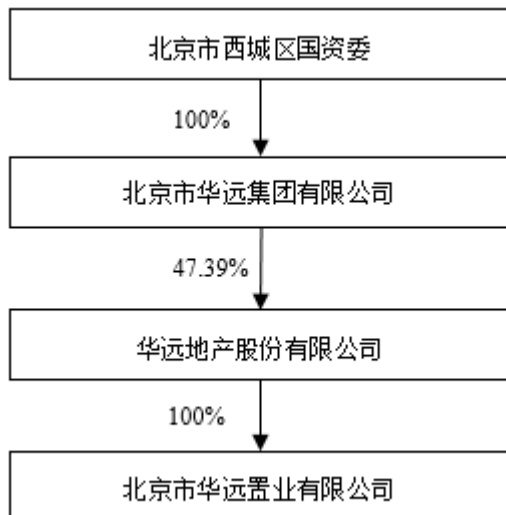 北京市西城区国资委
100%
北京市华远集团有限公司
47.39%
华远地产股份有限公司
100%
北京市华远置业有限公司